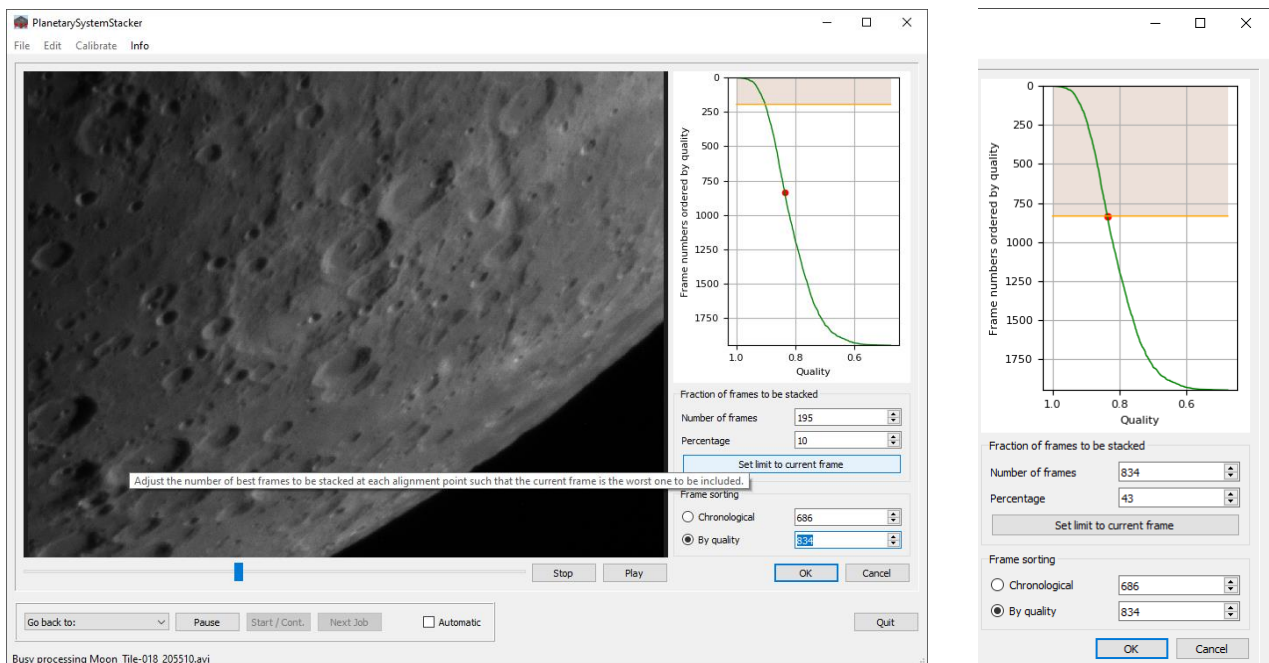 PlanetarySystemStacker
File Edit Calibrate Info
0
250
500
750
1000
1250
1500
1750
Frame numbers ordered by quality
1.0 0.8 0.6
Quality
Fraction of frames to be stacked
Number of frames 195
Percentage 10
Set limit to current frame
Adjust the number of best frames to be stacked at each alignment point such that the current frame is the worst one to be included.
Frame sorting
Chronological 686
By quality 834
Stop Play OK Cancel
Go back to: Pause Start / Cont. Next Job Automatic Quit
Busy processing Moon_Tile-018_205510.avi
0
250
500
750
1000
1250
1500
1750
Frame numbers ordered by quality
1.0 0.8 0.6
Quality
Fraction of frames to be stacked
Number of frames 834
Percentage 43
Set limit to current frame
Frame sorting
Chronological 686
By quality 834
OK Cancel